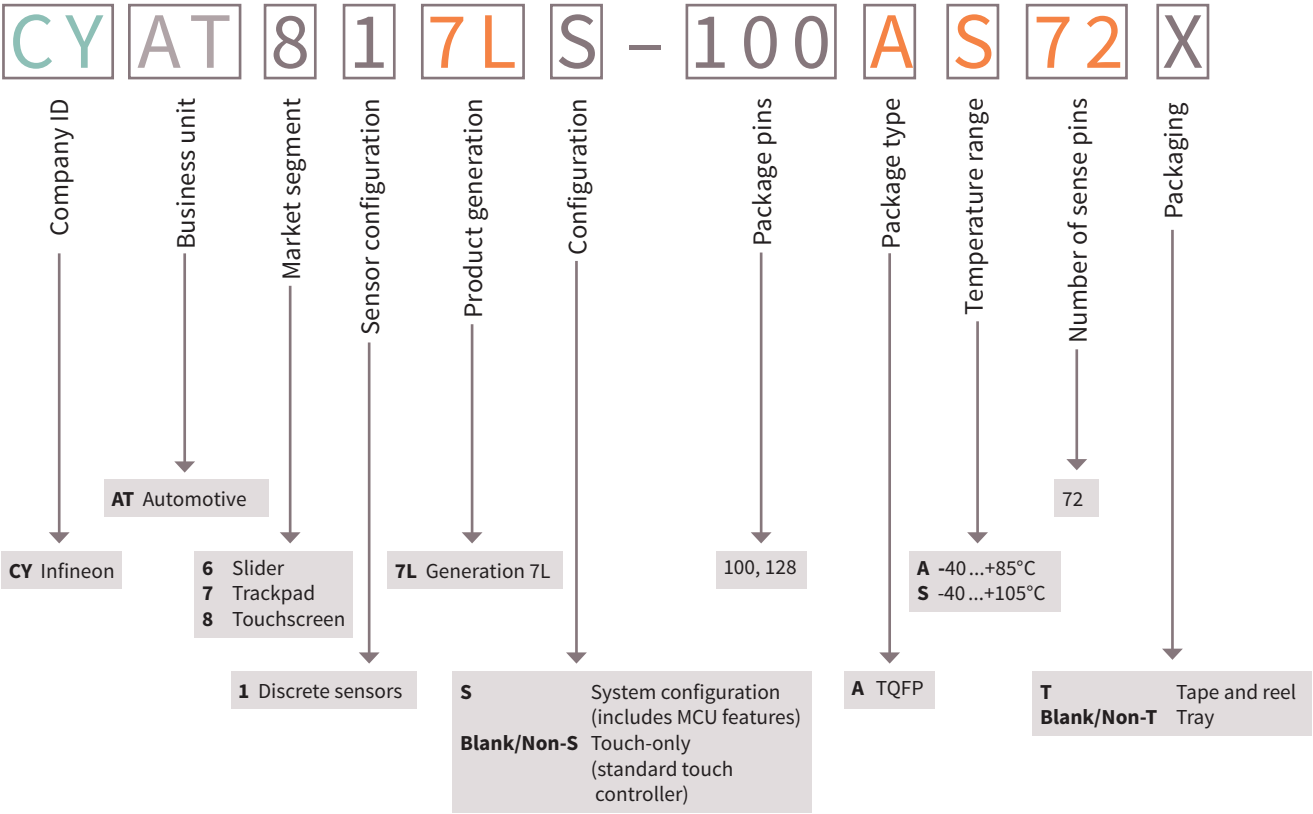 CY AT 8 1 7L S – 100 A S 72 X
Company ID
Business unit
Market segment
Sensor configuration
Product generation
Configuration
Package pins
Package type
Temperature range
Number of sense pins
Packaging
AT Automotive
72
CY Infineon
6 Slider
7 Trackpad
8 Touchscreen
7L Generation 7L
100, 128
A -40...+85°C
S -40...+105°C
1 Discrete sensors
S System configuration
(includes MCU features)
Blank/Non-S Touch-only
(standard touch
controller)
A TQFP
T Tape and reel
Blank/Non-T Tray